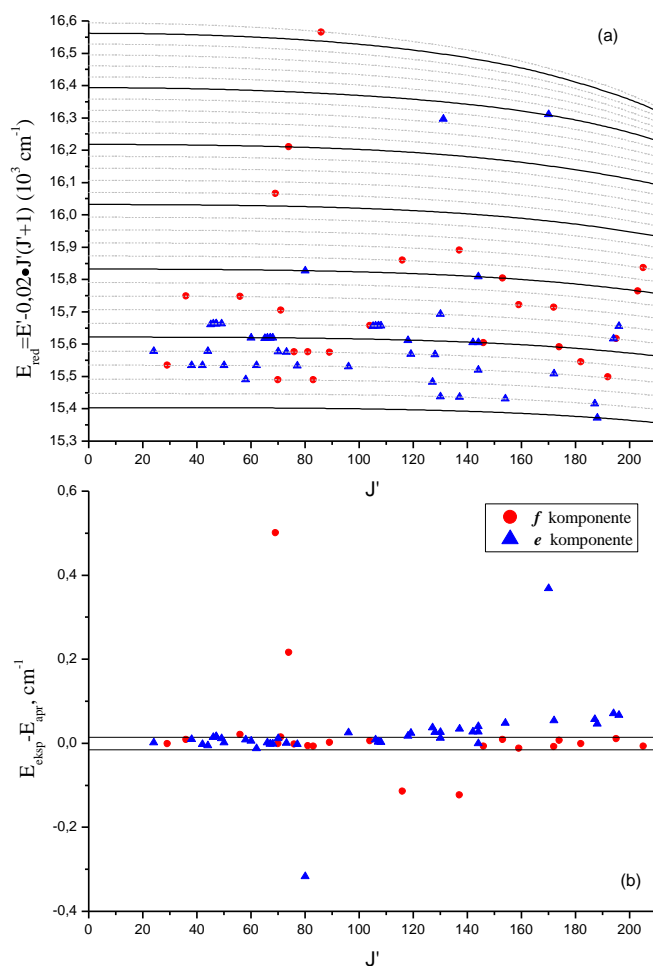 16,6
16,5
16,4
16,3
16,2
16,1
16,0
15,9
15,8
15,7
15,6
15,5
15,4
15,3
E_red=E'-0,02•J'(J'+1) (10³ cm⁻¹)
(a)
0 20 40 60 80 100 120 140 160 180 200
J'
0,6
0,4
0,2
0,0
-0,2
-0,4
E_eksp-E_apr, cm⁻¹
f komponente
e komponente
(b)
0 20 40 60 80 100 120 140 160 180 200
J'